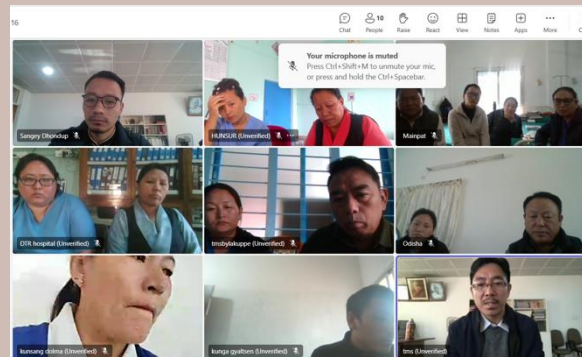 16
10
Chat People Raise React View Notes Apps More
Your microphone is muted
Press Ctrl+Shift+M to unmute your mic,
or press and hold the Ctrl+Spacebar.
Sangey Dhondup
HUNSUR (Unverified)
Mainpat
DTR hospital (Unverified)
tmsbylakuppe (Unverified)
Odisha
kunsang dolma (Unverified)
kunga gyaltsen (Unverified)
tms (Unverified)